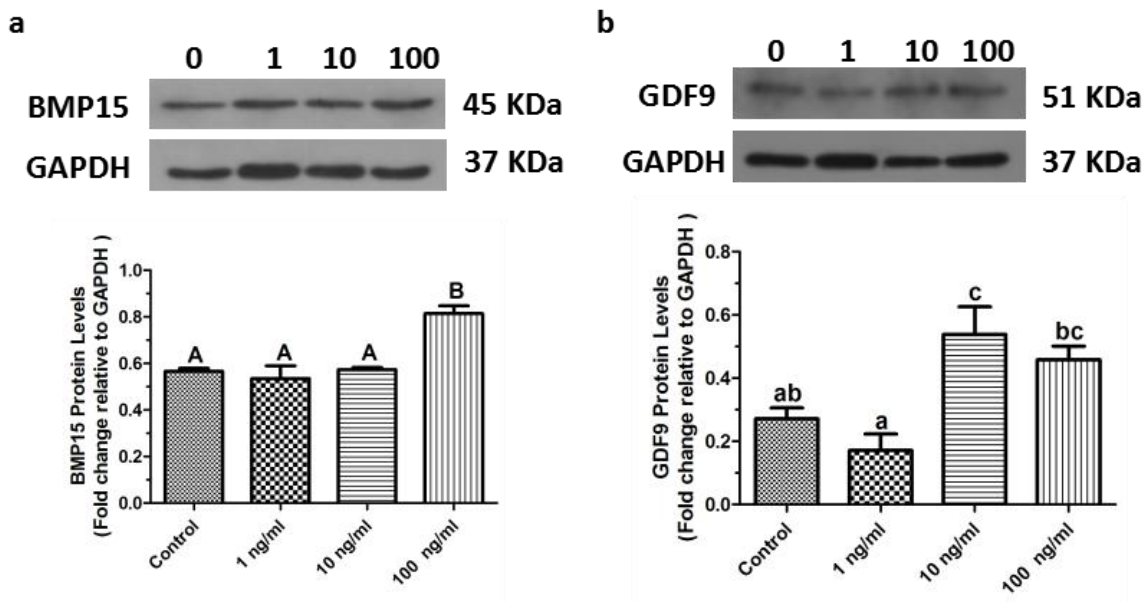 a
0 1 10 100
BMP15 45 KDa
GAPDH 37 KDa
BMP15 Protein Levels
(Fold change relative to GAPDH )
1.0
0.8
0.6
0.4
0.2
0.0
A A A B
Control 1 ng/ml 10 ng/ml 100 ng/ml
b
0 1 10 100
GDF9 51 KDa
GAPDH 37 KDa
GDF9 Protein Levels
(Fold change relative to GAPDH )
0.8
0.6
0.4
0.2
0.0
ab a c bc
Control 1 ng/ml 10 ng/ml 100 ng/ml